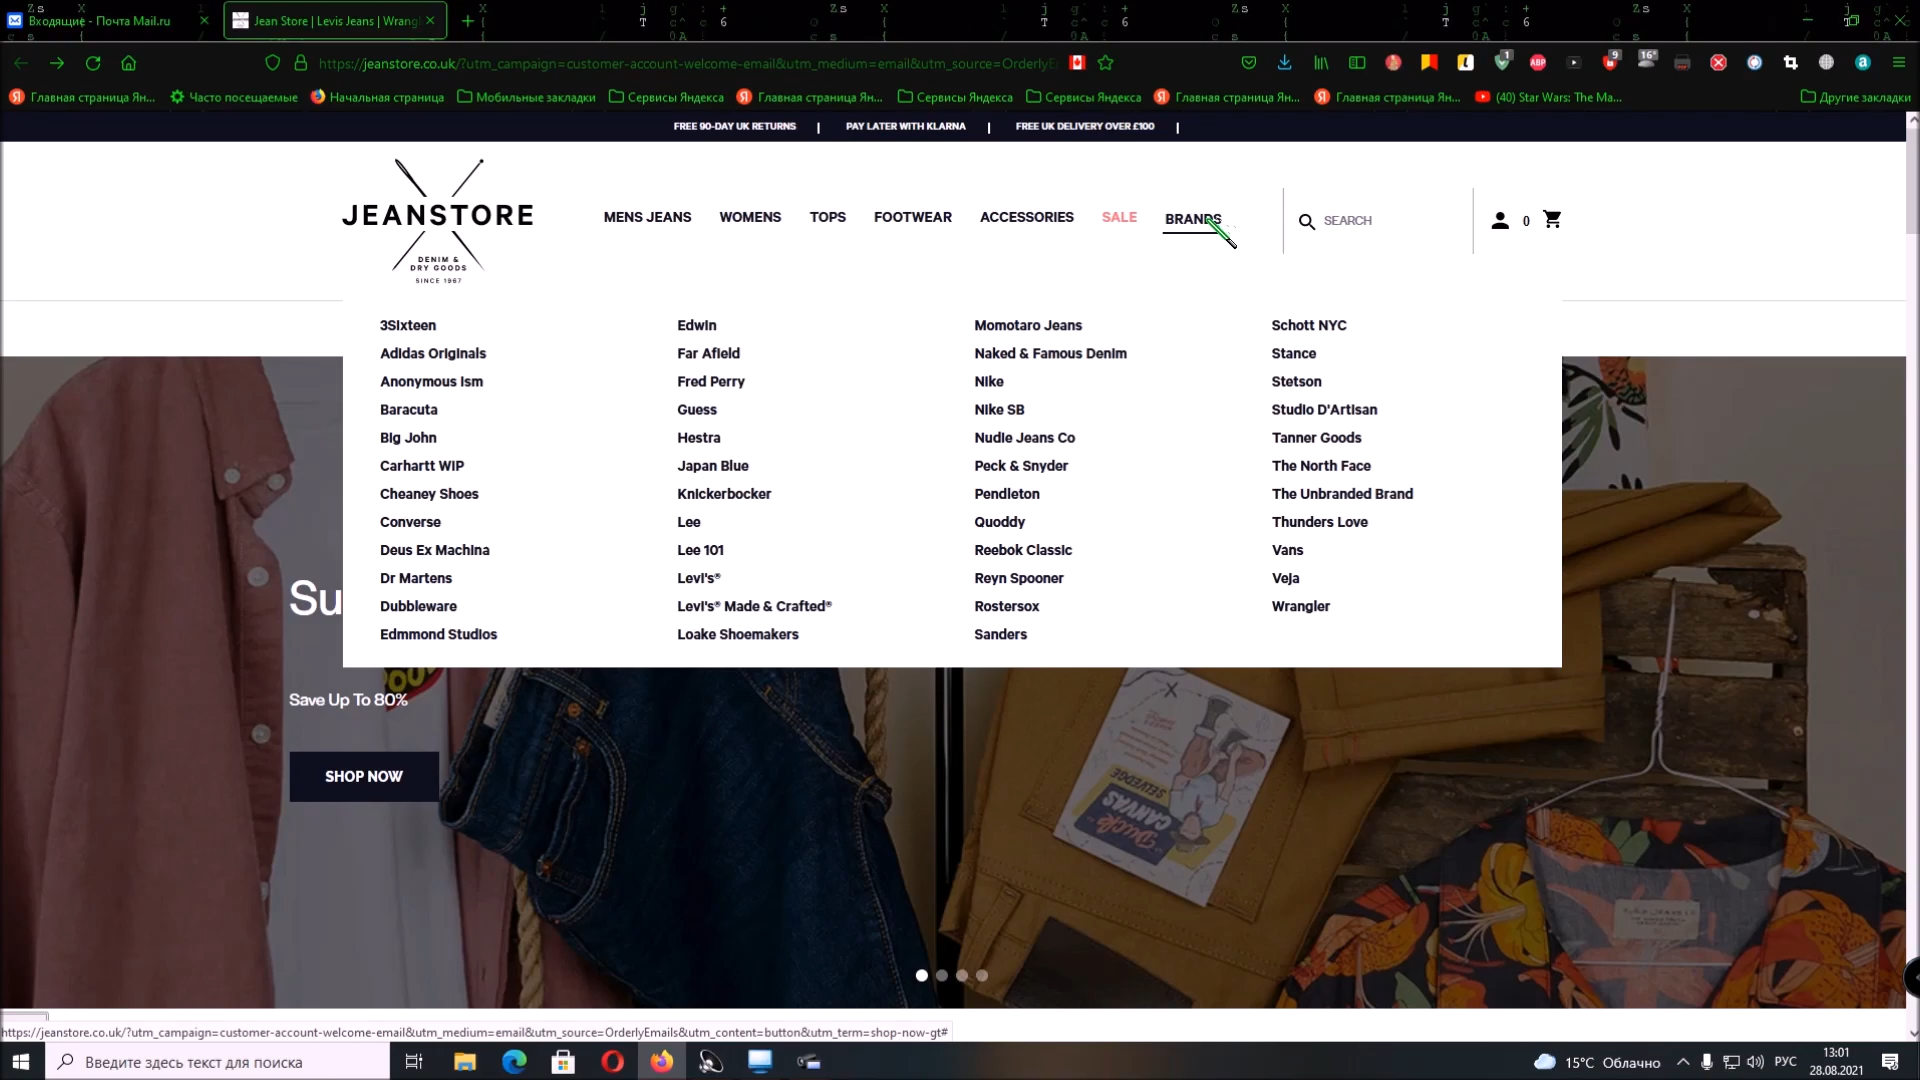 Входящие - Почта Mail.ru
Jean Store | Levis Jeans | Wrang
https://jeanstore.co.uk/?utm_campaign=customer-account-welcome-email&utm_medium=email&utm_source=OrderlyE
Главная страница Ян...
Часто посещаемые
Начальная страница
Мобильные закладки
Сервисы Яндекса
Главная страница Ян...
Сервисы Яндекса
Сервисы Яндекса
Главная страница Ян...
Главная страница Ян...
(40) Star Wars: The Ma...
Другие закладки
FREE 90-DAY UK RETURNS | PAY LATER WITH KLARNA | FREE UK DELIVERY OVER £100 |
JEANSTORE
DENIM &
DRY GOODS
SINCE 1967
MENS JEANS WOMENS TOPS FOOTWEAR ACCESSORIES SALE BRANDS
SEARCH
0
3Sixteen
Adidas Originals
Anonymous Ism
Baracuta
Big John
Carhartt WIP
Cheaney Shoes
Converse
Deus Ex Machina
Dr Martens
Dubbleware
Edmmond Studios
Edwin
Far Afield
Fred Perry
Guess
Hestra
Japan Blue
Knickerbocker
Lee
Lee 101
Levi's®
Levi's® Made & Crafted®
Loake Shoemakers
Momotaro Jeans
Naked & Famous Denim
Nike
Nike SB
Nudie Jeans Co
Peck & Snyder
Pendleton
Quoddy
Reebok Classic
Reyn Spooner
Rostersox
Sanders
Schott NYC
Stance
Stetson
Studio D'Artisan
Tanner Goods
The North Face
The Unbranded Brand
Thunders Love
Vans
Veja
Wrangler
Su
Save Up To 80%
SHOP NOW
Duck
CANVAS
SELVEDGE
https://jeanstore.co.uk/?utm_campaign=customer-account-welcome-email&utm_medium=email&utm_source=OrderlyEmails&utm_content=button&utm_term=shop-now-gt#
Введите здесь текст для поиска
15°C Облачно
РУС
13:01
28.08.2021